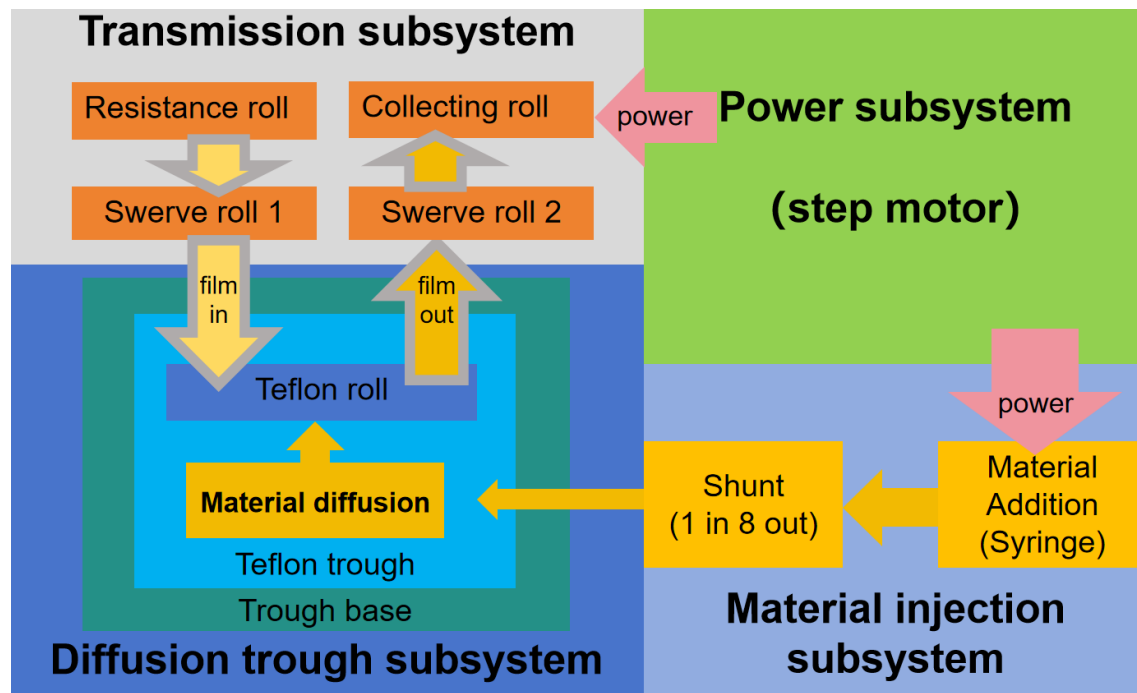 Transmission subsystem
Resistance roll
Collecting roll
power
Power subsystem
(step motor)
Swerve roll 1
Swerve roll 2
film
in
film
out
Teflon roll
power
Material diffusion
Shunt
(1 in 8 out)
Material
Addition
(Syringe)
Teflon trough
Trough base
Diffusion trough subsystem
Material injection
subsystem